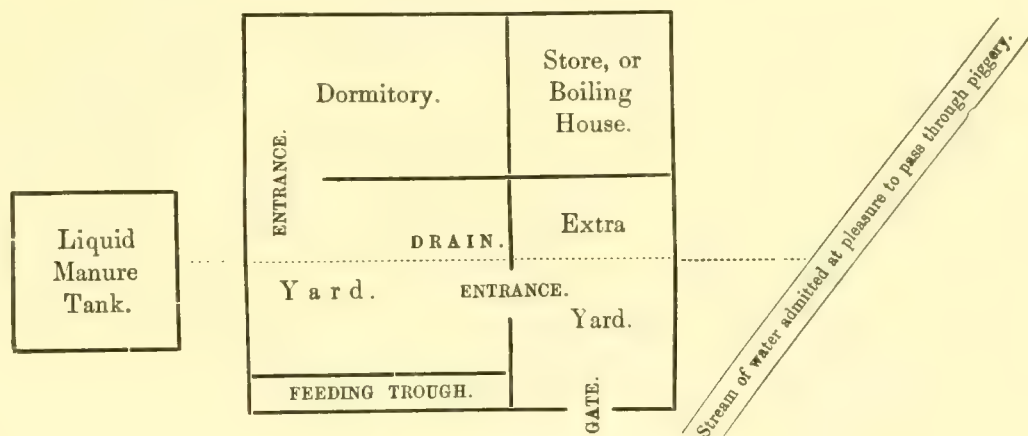 Dormitory.
Store, or
Boiling
House.
ENTRANCE.
Liquid
Manure
Tank.
DRAIN.
Extra
Yard.
ENTRANCE.
Yard.
FEEDING TROUGH.
GATE.
Stream of water admitted at pleasure to pass through piggery.